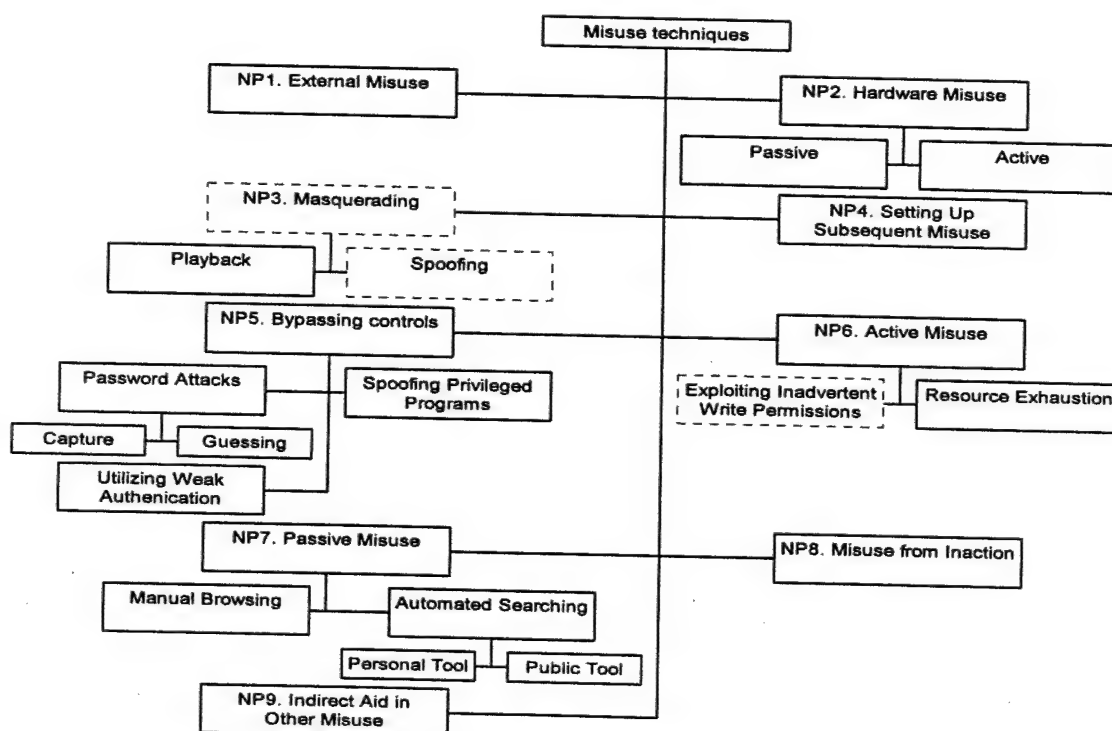 Misuse techniques
NP1. External Misuse
NP2. Hardware Misuse
Passive
Active
NP3. Masquerading
NP4. Setting Up
Subsequent Misuse
Playback
Spoofing
NP5. Bypassing controls
NP6. Active Misuse
Password Attacks
Spoofing Privileged
Programs
Exploiting Inadvertent
Write Permissions
Resource Exhaustion
Capture
Guessing
Utilizing Weak
Authenication
NP7. Passive Misuse
NP8. Misuse from Inaction
Manual Browsing
Automated Searching
Personal Tool
Public Tool
NP9. Indirect Aid in
Other Misuse